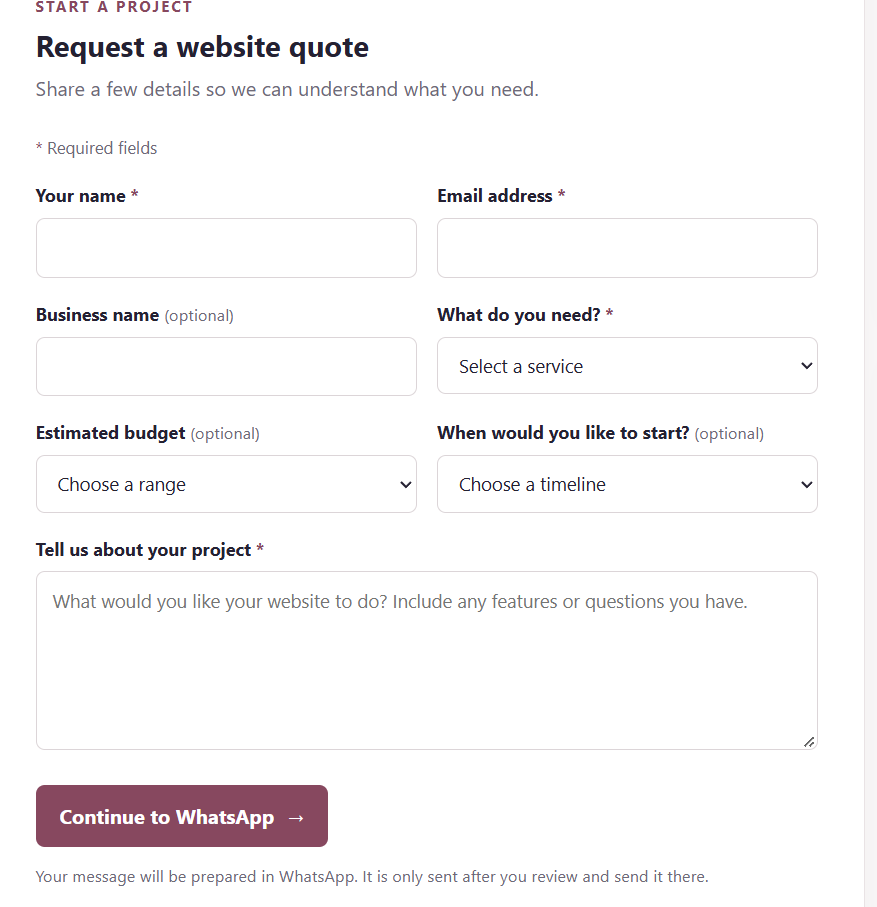 START A PROJECT
Request a website quote
Share a few details so we can understand what you need.
* Required fields
Your name *
Email address *
Business name (optional)
What do you need? *
Select a service
Estimated budget (optional)
When would you like to start? (optional)
Choose a range
Choose a timeline
Tell us about your project *
What would you like your website to do? Include any features or questions you have.
Continue to WhatsApp →
Your message will be prepared in WhatsApp. It is only sent after you review and send it there.